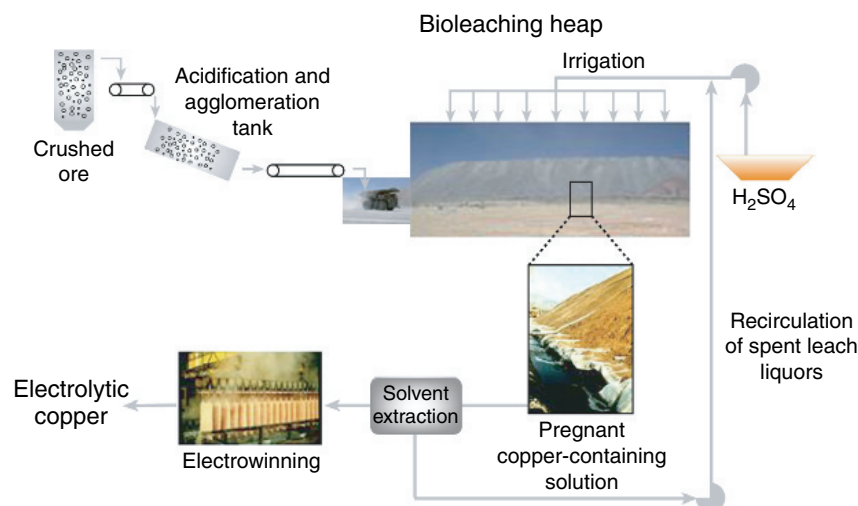 Bioleaching heap
Irrigation
Acidification and
agglomeration
tank
Crushed
ore
H₂SO₄
Recirculation
of spent leach
liquors
Electrolytic
copper
Solvent
extraction
Electrowinning
Pregnant
copper-containing
solution